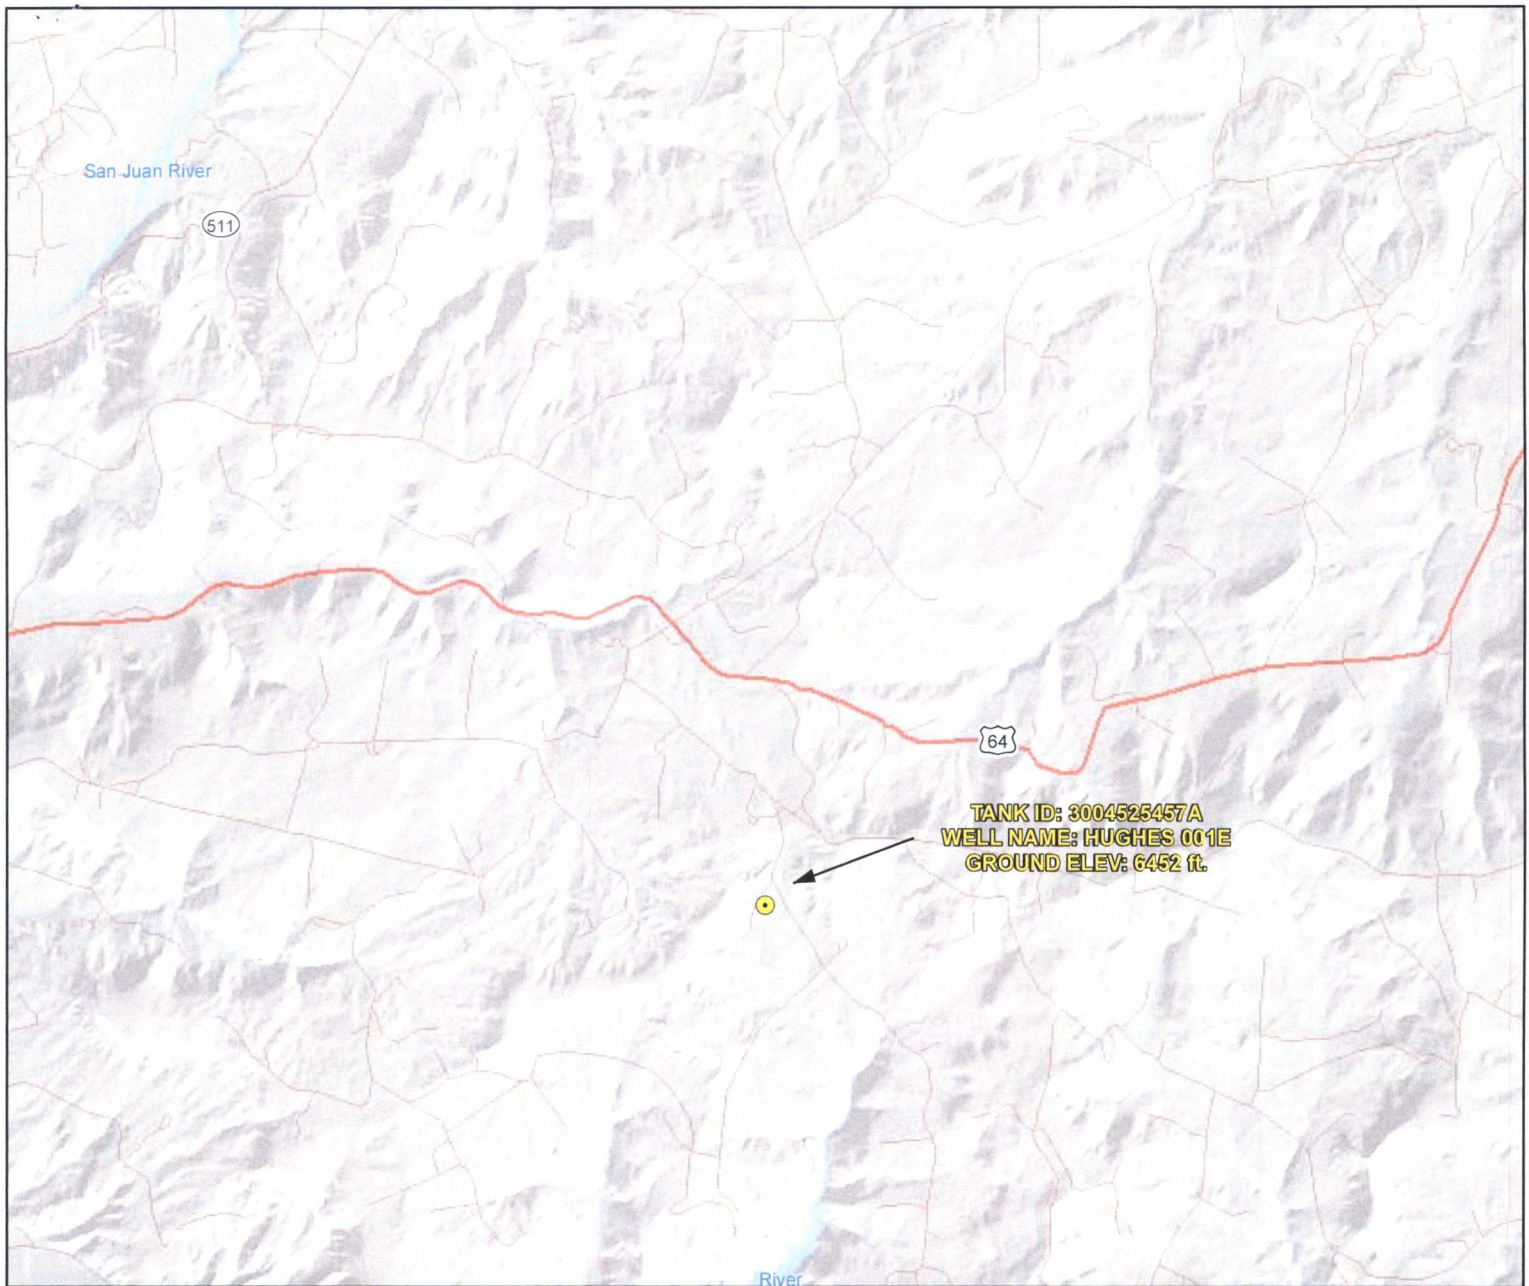 San Juan River
511
64
TANK ID: 3004525457A
WELL NAME: HUGHES 001E
GROUND ELEV: 6452 ft.
River